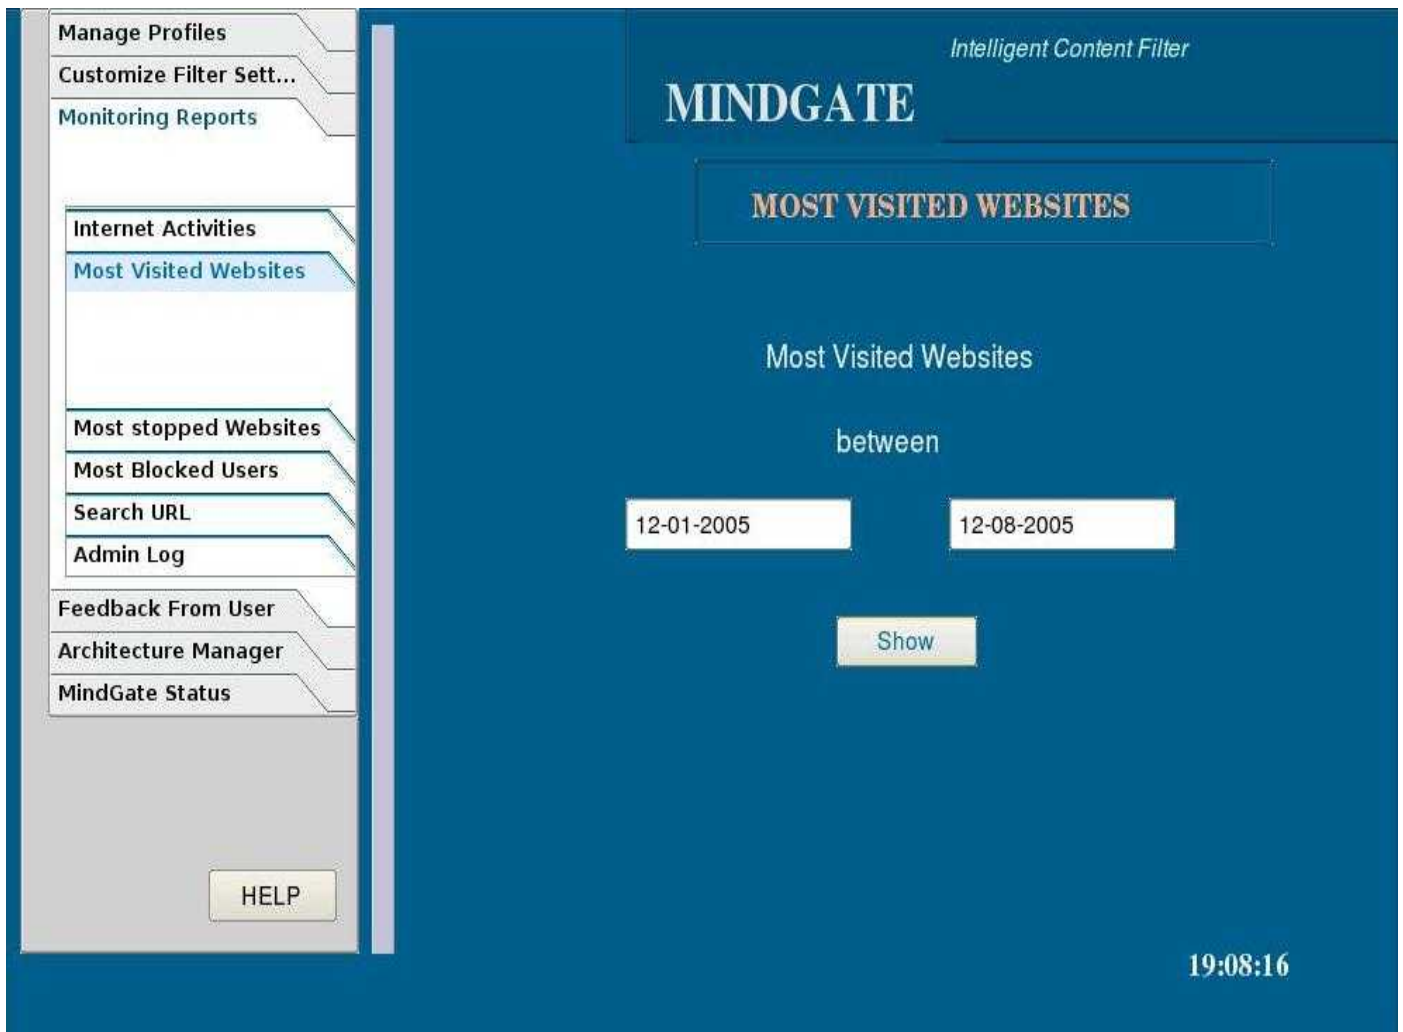 Manage Profiles
Customize Filter Sett...
Monitoring Reports
Internet Activities
Most Visited Websites
Most stopped Websites
Most Blocked Users
Search URL
Admin Log
Feedback From User
Architecture Manager
MindGate Status
HELP
Intelligent Content Filter
MINDGATE
MOST VISITED WEBSITES
Most Visited Websites
between
12-01-2005 12-08-2005
Show
19:08:16